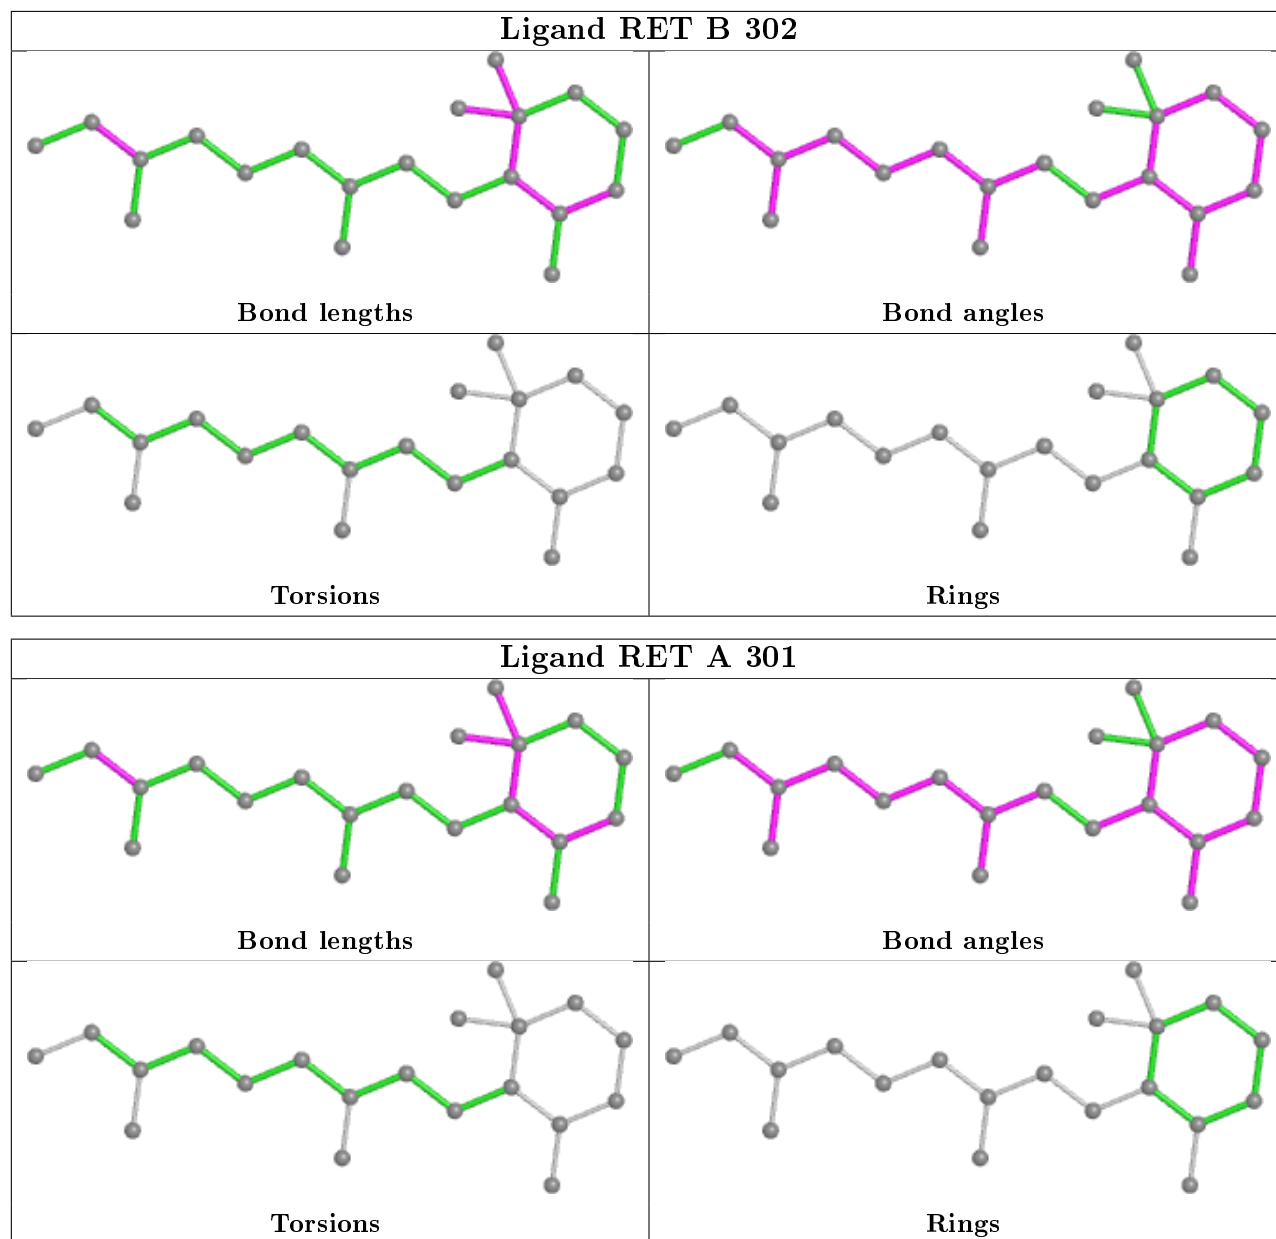 Ligand RET B 302
Bond lengths
Bond angles
Torsions
Rings
Ligand RET A 301
Bond lengths
Bond angles
Torsions
Rings